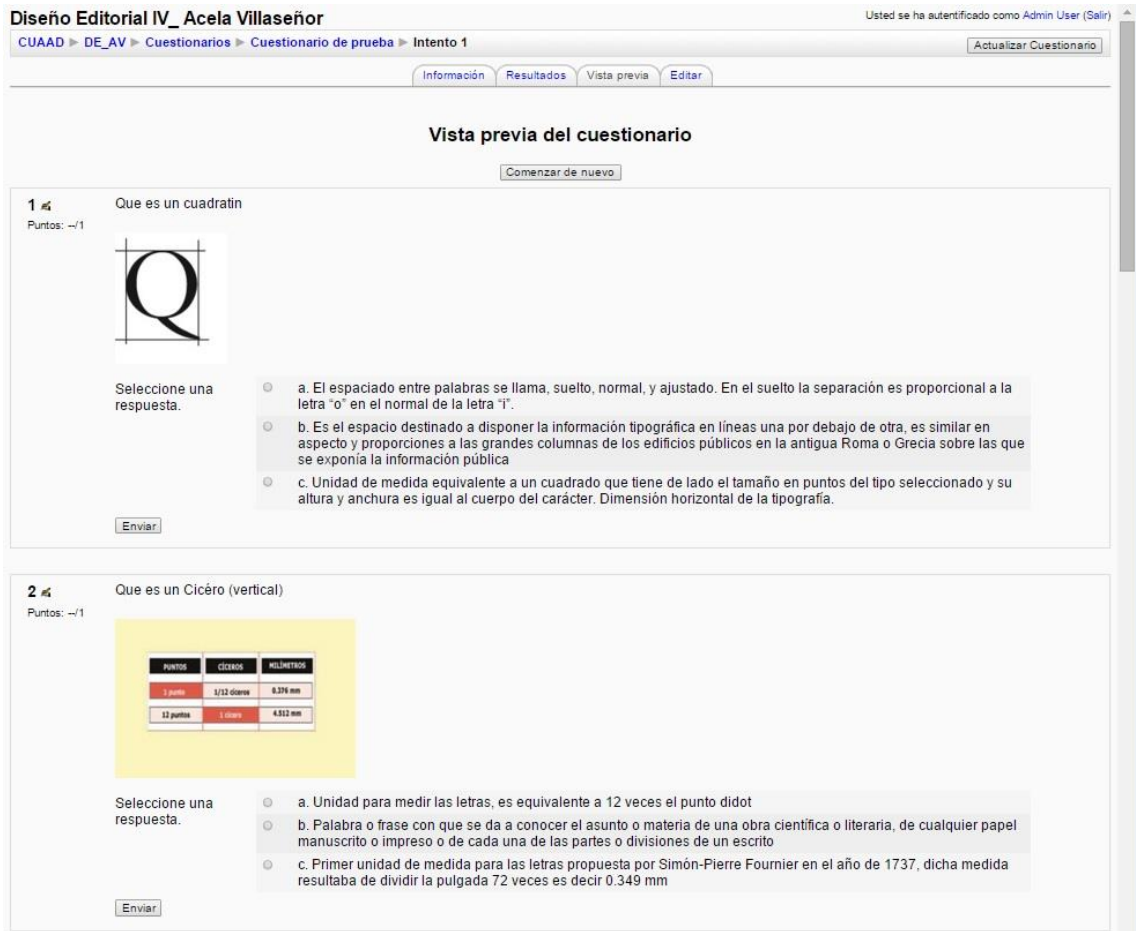 Diseño Editorial IV_ Acela Villaseñor
Usted se ha autentificado como Admin User (Salir)
CUAAD ► DE_AV ► Cuestionarios ► Cuestionario de prueba ► Intento 1
Actualizar Cuestionario
Información Resultados Vista previa Editar
Vista previa del cuestionario
Comenzar de nuevo
1
Que es un cuadratin
Puntos: --/1
Q
Seleccione una
respuesta.
a. El espaciado entre palabras se llama, suelto, normal, y ajustado. En el suelto la separación es proporcional a la
letra “o” en el normal de la letra “i”.
b. Es el espacio destinado a disponer la información tipográfica en líneas una por debajo de otra, es similar en
aspecto y proporciones a las grandes columnas de los edificios públicos en la antigua Roma o Grecia sobre las que
se exponía la información pública
c. Unidad de medida equivalente a un cuadrado que tiene de lado el tamaño en puntos del tipo seleccionado y su
altura y anchura es igual al cuerpo del carácter. Dimensión horizontal de la tipografía.
Enviar
2
Que es un Cicéro (vertical)
Puntos: --/1
PUNTOS CÍCEROS MILÍMETROS
1 punto 1/12 cíceros 0.376 mm
12 puntos 1 cícero 4.512 mm
Seleccione una
respuesta.
a. Unidad para medir las letras, es equivalente a 12 veces el punto didot
b. Palabra o frase con que se da a conocer el asunto o materia de una obra científica o literaria, de cualquier papel
manuscrito o impreso o de cada una de las partes o divisiones de un escrito
c. Primer unidad de medida para las letras propuesta por Simón-Pierre Fournier en el año de 1737, dicha medida
resultaba de dividir la pulgada 72 veces es decir 0.349 mm
Enviar